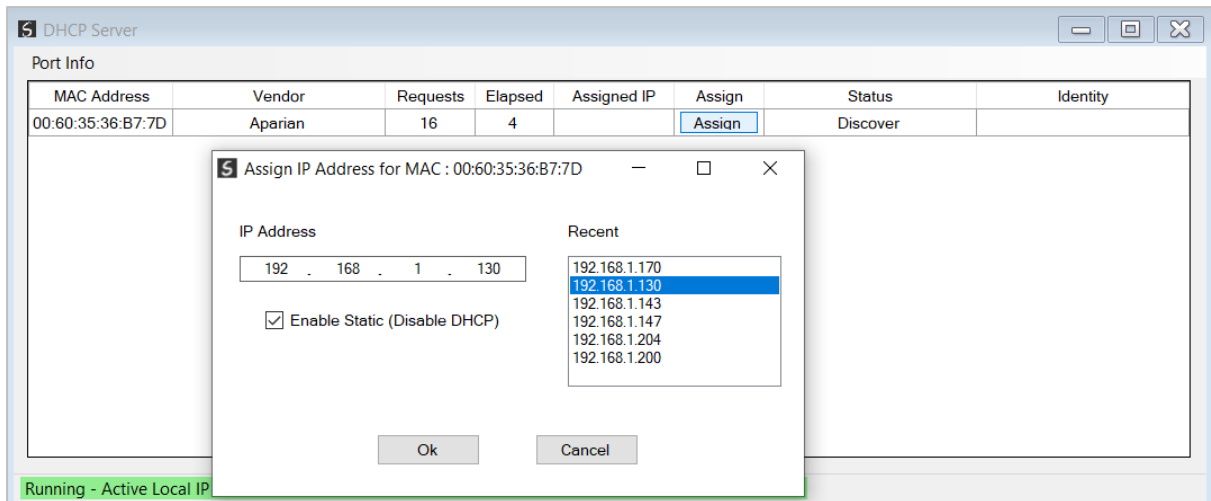 DHCP Server
Port Info
MAC Address Vendor Requests Elapsed Assigned IP Assign Status Identity
00:60:35:36:B7:7D Aparian 16 4 Assign Discover
Assign IP Address for MAC : 00:60:35:36:B7:7D
IP Address Recent
192 . 168 . 1 . 130
192.168.1.170
192.168.1.130
192.168.1.143
Enable Static (Disable DHCP) 192.168.1.147
192.168.1.204
192.168.1.200
Ok Cancel
Running - Active Local IP